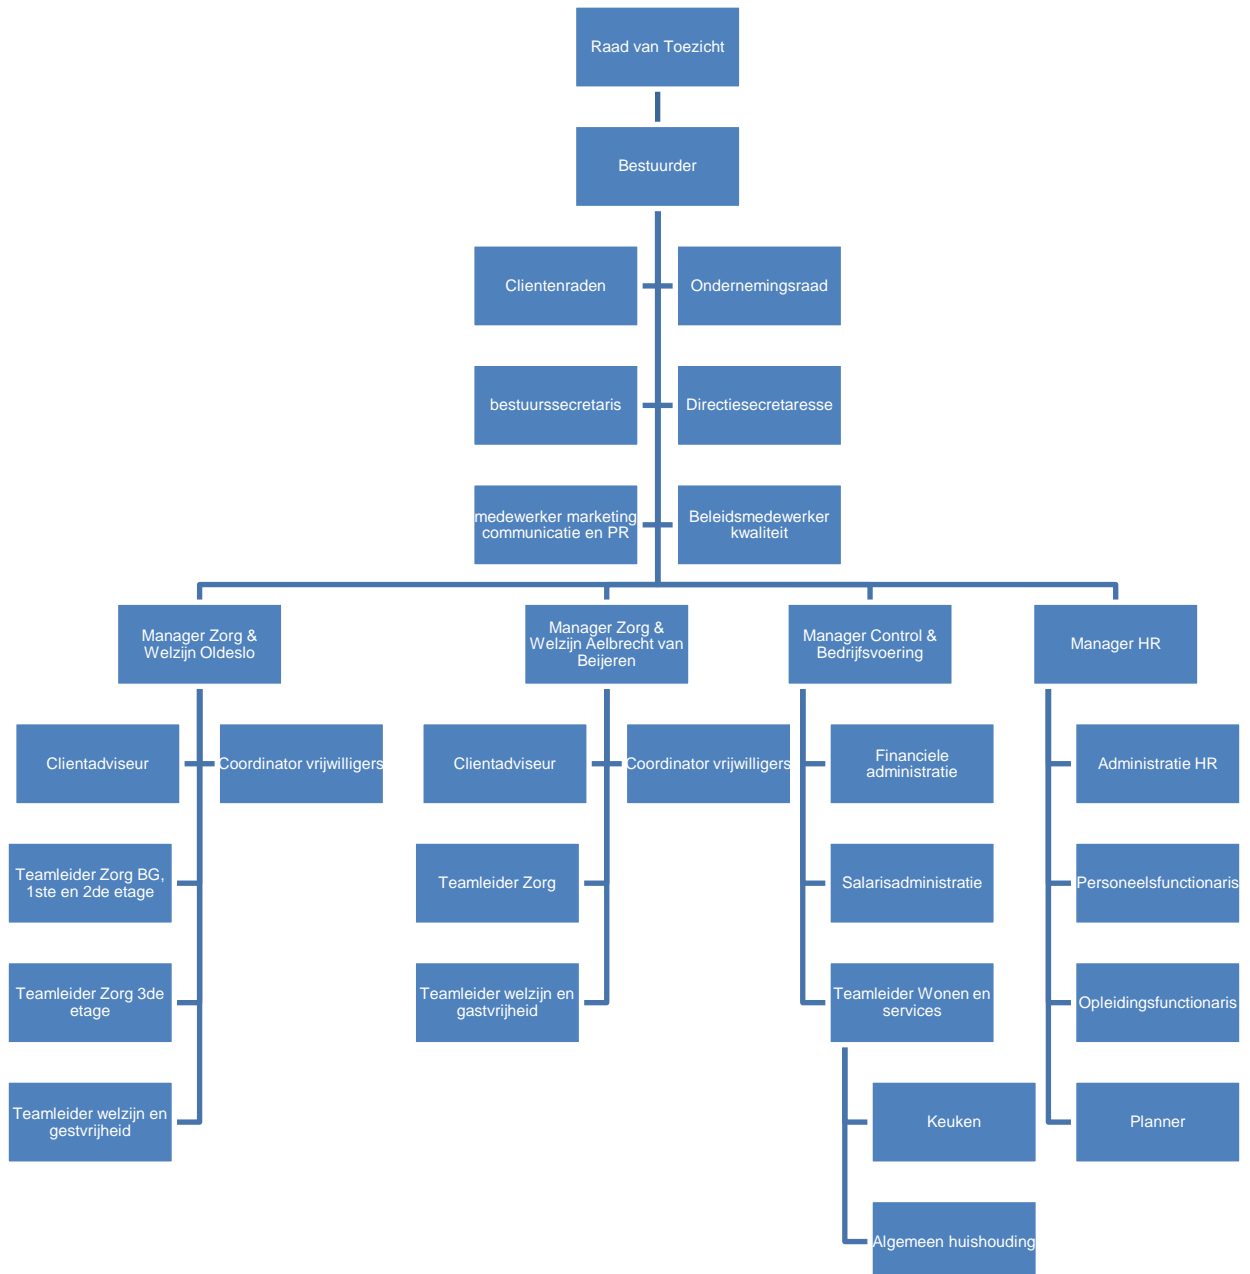 Raad van Toezicht
Bestuurder
Clientenraden
Ondernemingsraad
bestuurssecretaris
Directiesecretaresse
medewerker marketing
communicatie en PR
Beleidsmedewerker
kwaliteit
Manager Zorg &
Welzijn Oldeslo
Manager Zorg &
Welzijn Aelbrecht van
Beijeren
Manager Control &
Bedrijfsvoering
Manager HR
Clientadviseur
Coordinator vrijwilligers
Clientadviseur
Coordinator vrijwilligers
Financiele
administratie
Administratie HR
Teamleider Zorg BG,
1ste en 2de etage
Teamleider Zorg
Salarisadministratie
Personeelsfunctionaris
Teamleider Zorg 3de
etage
Teamleider welzijn en
gastvrijheid
Teamleider Wonen en
services
Opleidingsfunctionaris
Teamleider welzijn en
gestvrijheid
Keuken
Planner
Algemeen huishouding